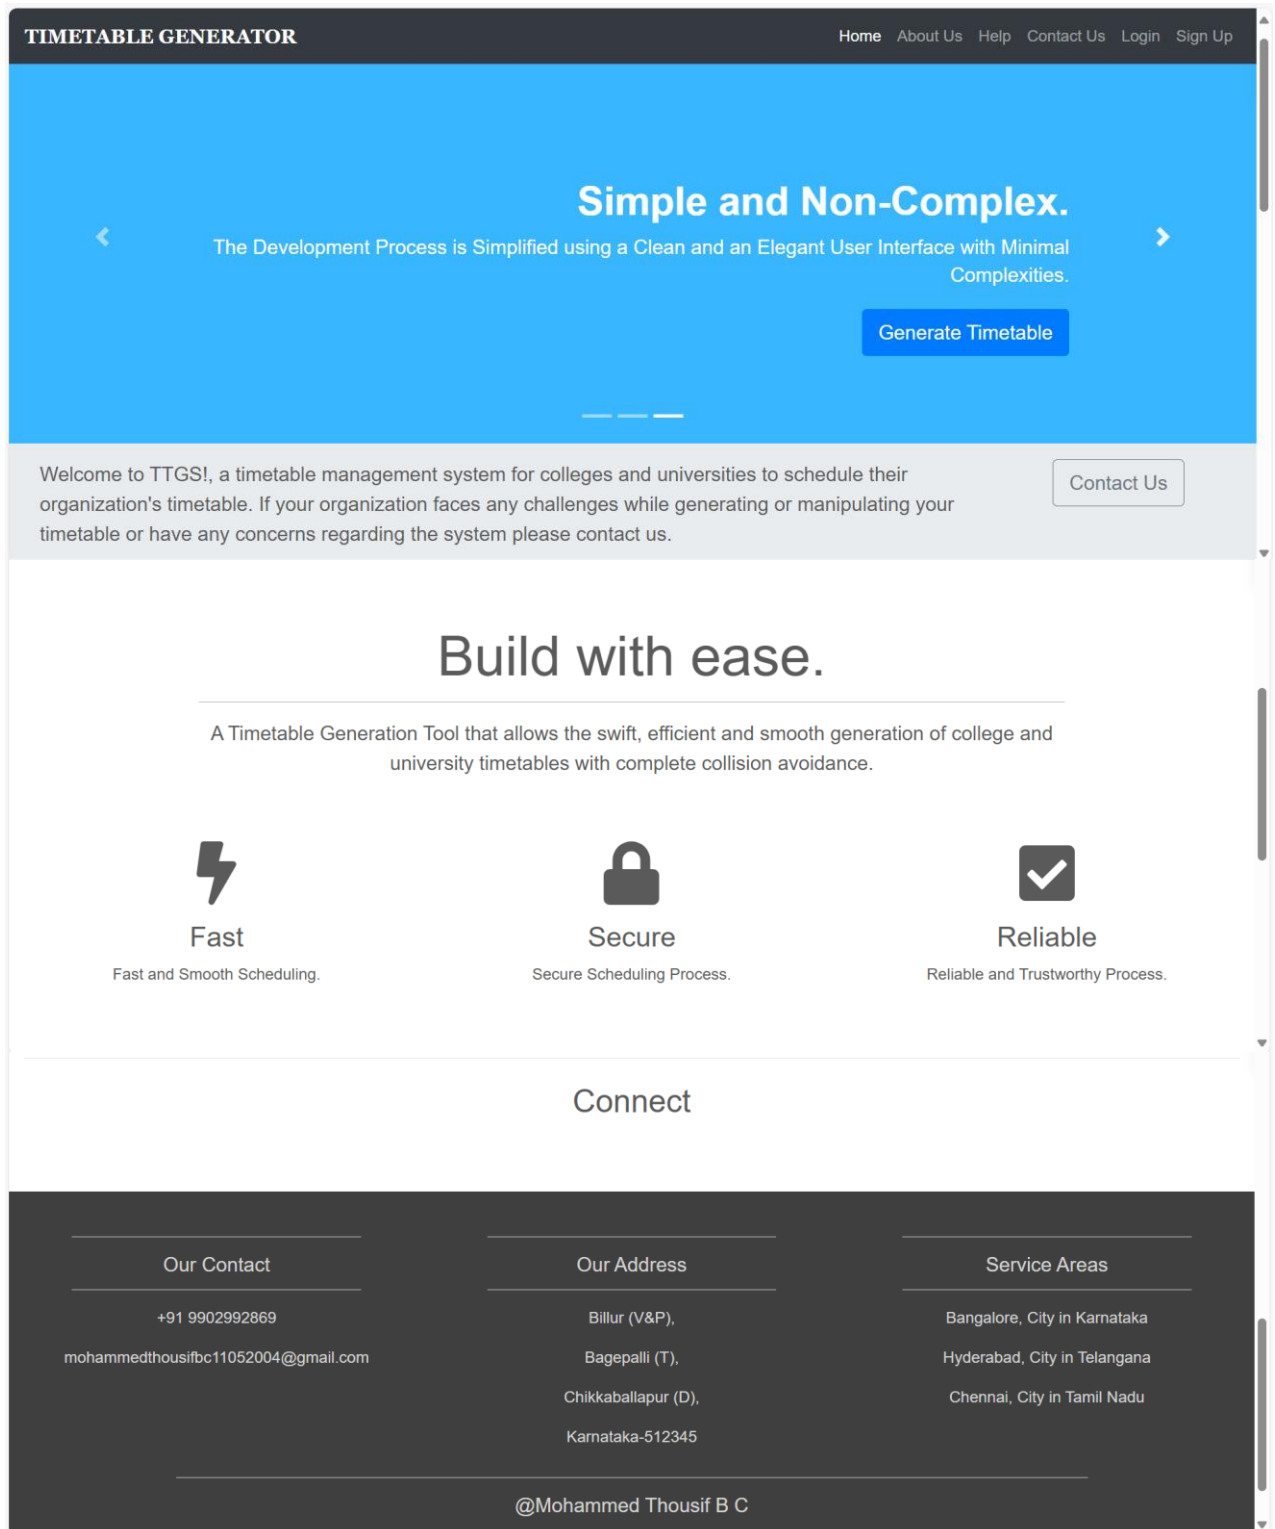 TIMETABLE GENERATOR
Home About Us Help Contact Us Login Sign Up
Simple and Non-Complex.
The Development Process is Simplified using a Clean and an Elegant User Interface with Minimal
Complexities.
Generate Timetable
Welcome to TTGS!, a timetable management system for colleges and universities to schedule their
organization's timetable. If your organization faces any challenges while generating or manipulating your
timetable or have any concerns regarding the system please contact us.
Contact Us
Build with ease.
A Timetable Generation Tool that allows the swift, efficient and smooth generation of college and
university timetables with complete collision avoidance.
Fast
Fast and Smooth Scheduling.
Secure
Secure Scheduling Process.
Reliable
Reliable and Trustworthy Process.
Connect
Our Contact
+91 9902992869
mohammedthousifbc11052004@gmail.com
Our Address
Billur (V&P),
Bagepalli (T),
Chikkaballapur (D),
Karnataka-512345
Service Areas
Bangalore, City in Karnataka
Hyderabad, City in Telangana
Chennai, City in Tamil Nadu
@Mohammed Thousif B C